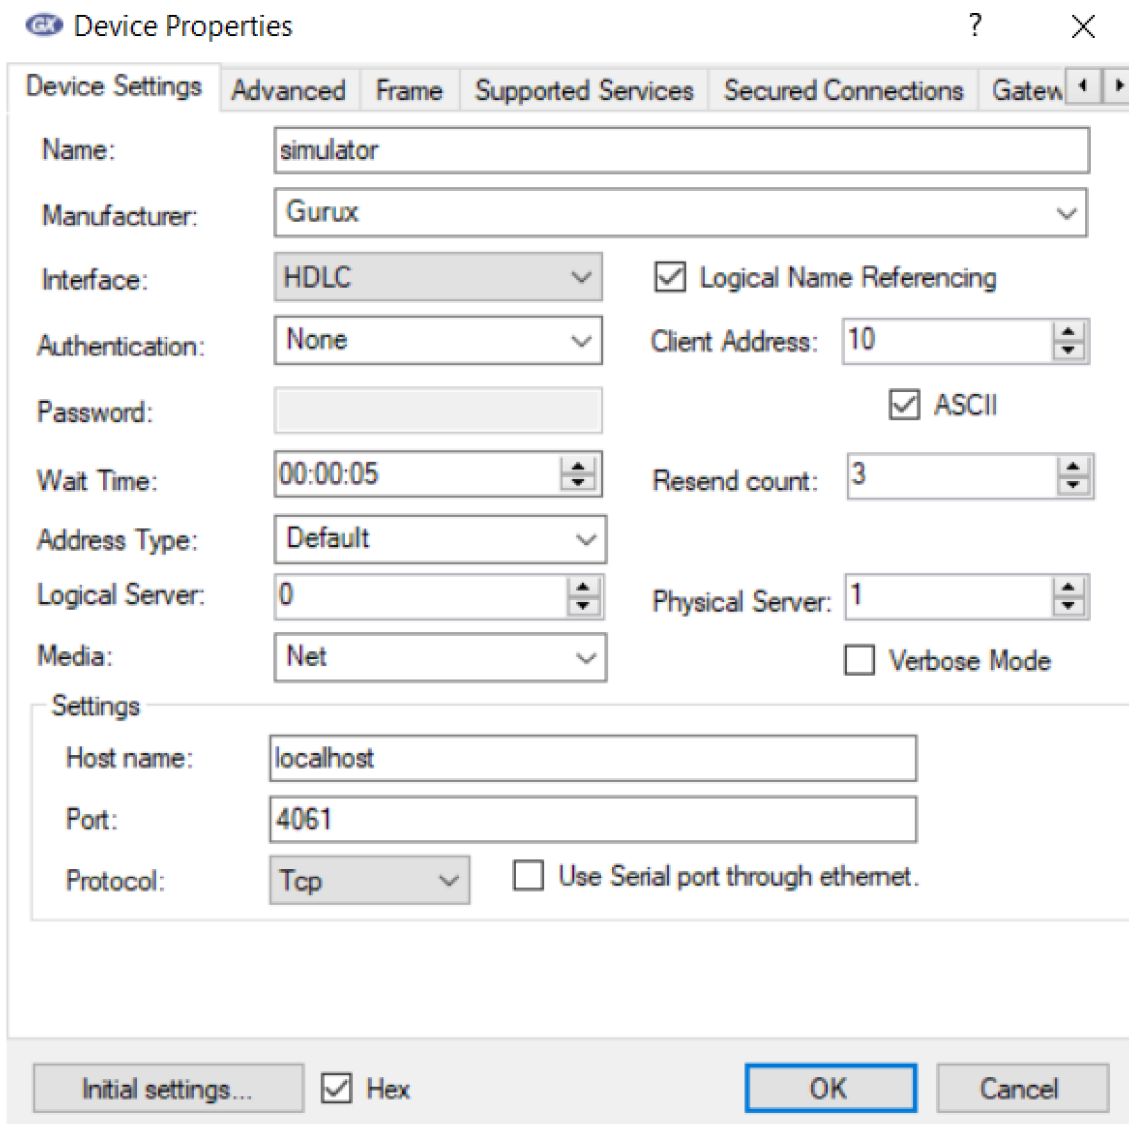 GX Device Properties ?
Device Settings Advanced Frame Supported Services Secured Connections Gatew
Name: simulator
Manufacturer: Gurux
Interface: HDLC Logical Name Referencing
Authentication: None Client Address: 10
Password: ASCII
Wait Time: 00:00:05 Resend count: 3
Address Type: Default
Logical Server: 0 Physical Server: 1
Media: Net Verbose Mode
Settings
Host name: localhost
Port: 4061
Protocol: Tcp Use Serial port through ethernet.
Initial settings... Hex OK Cancel